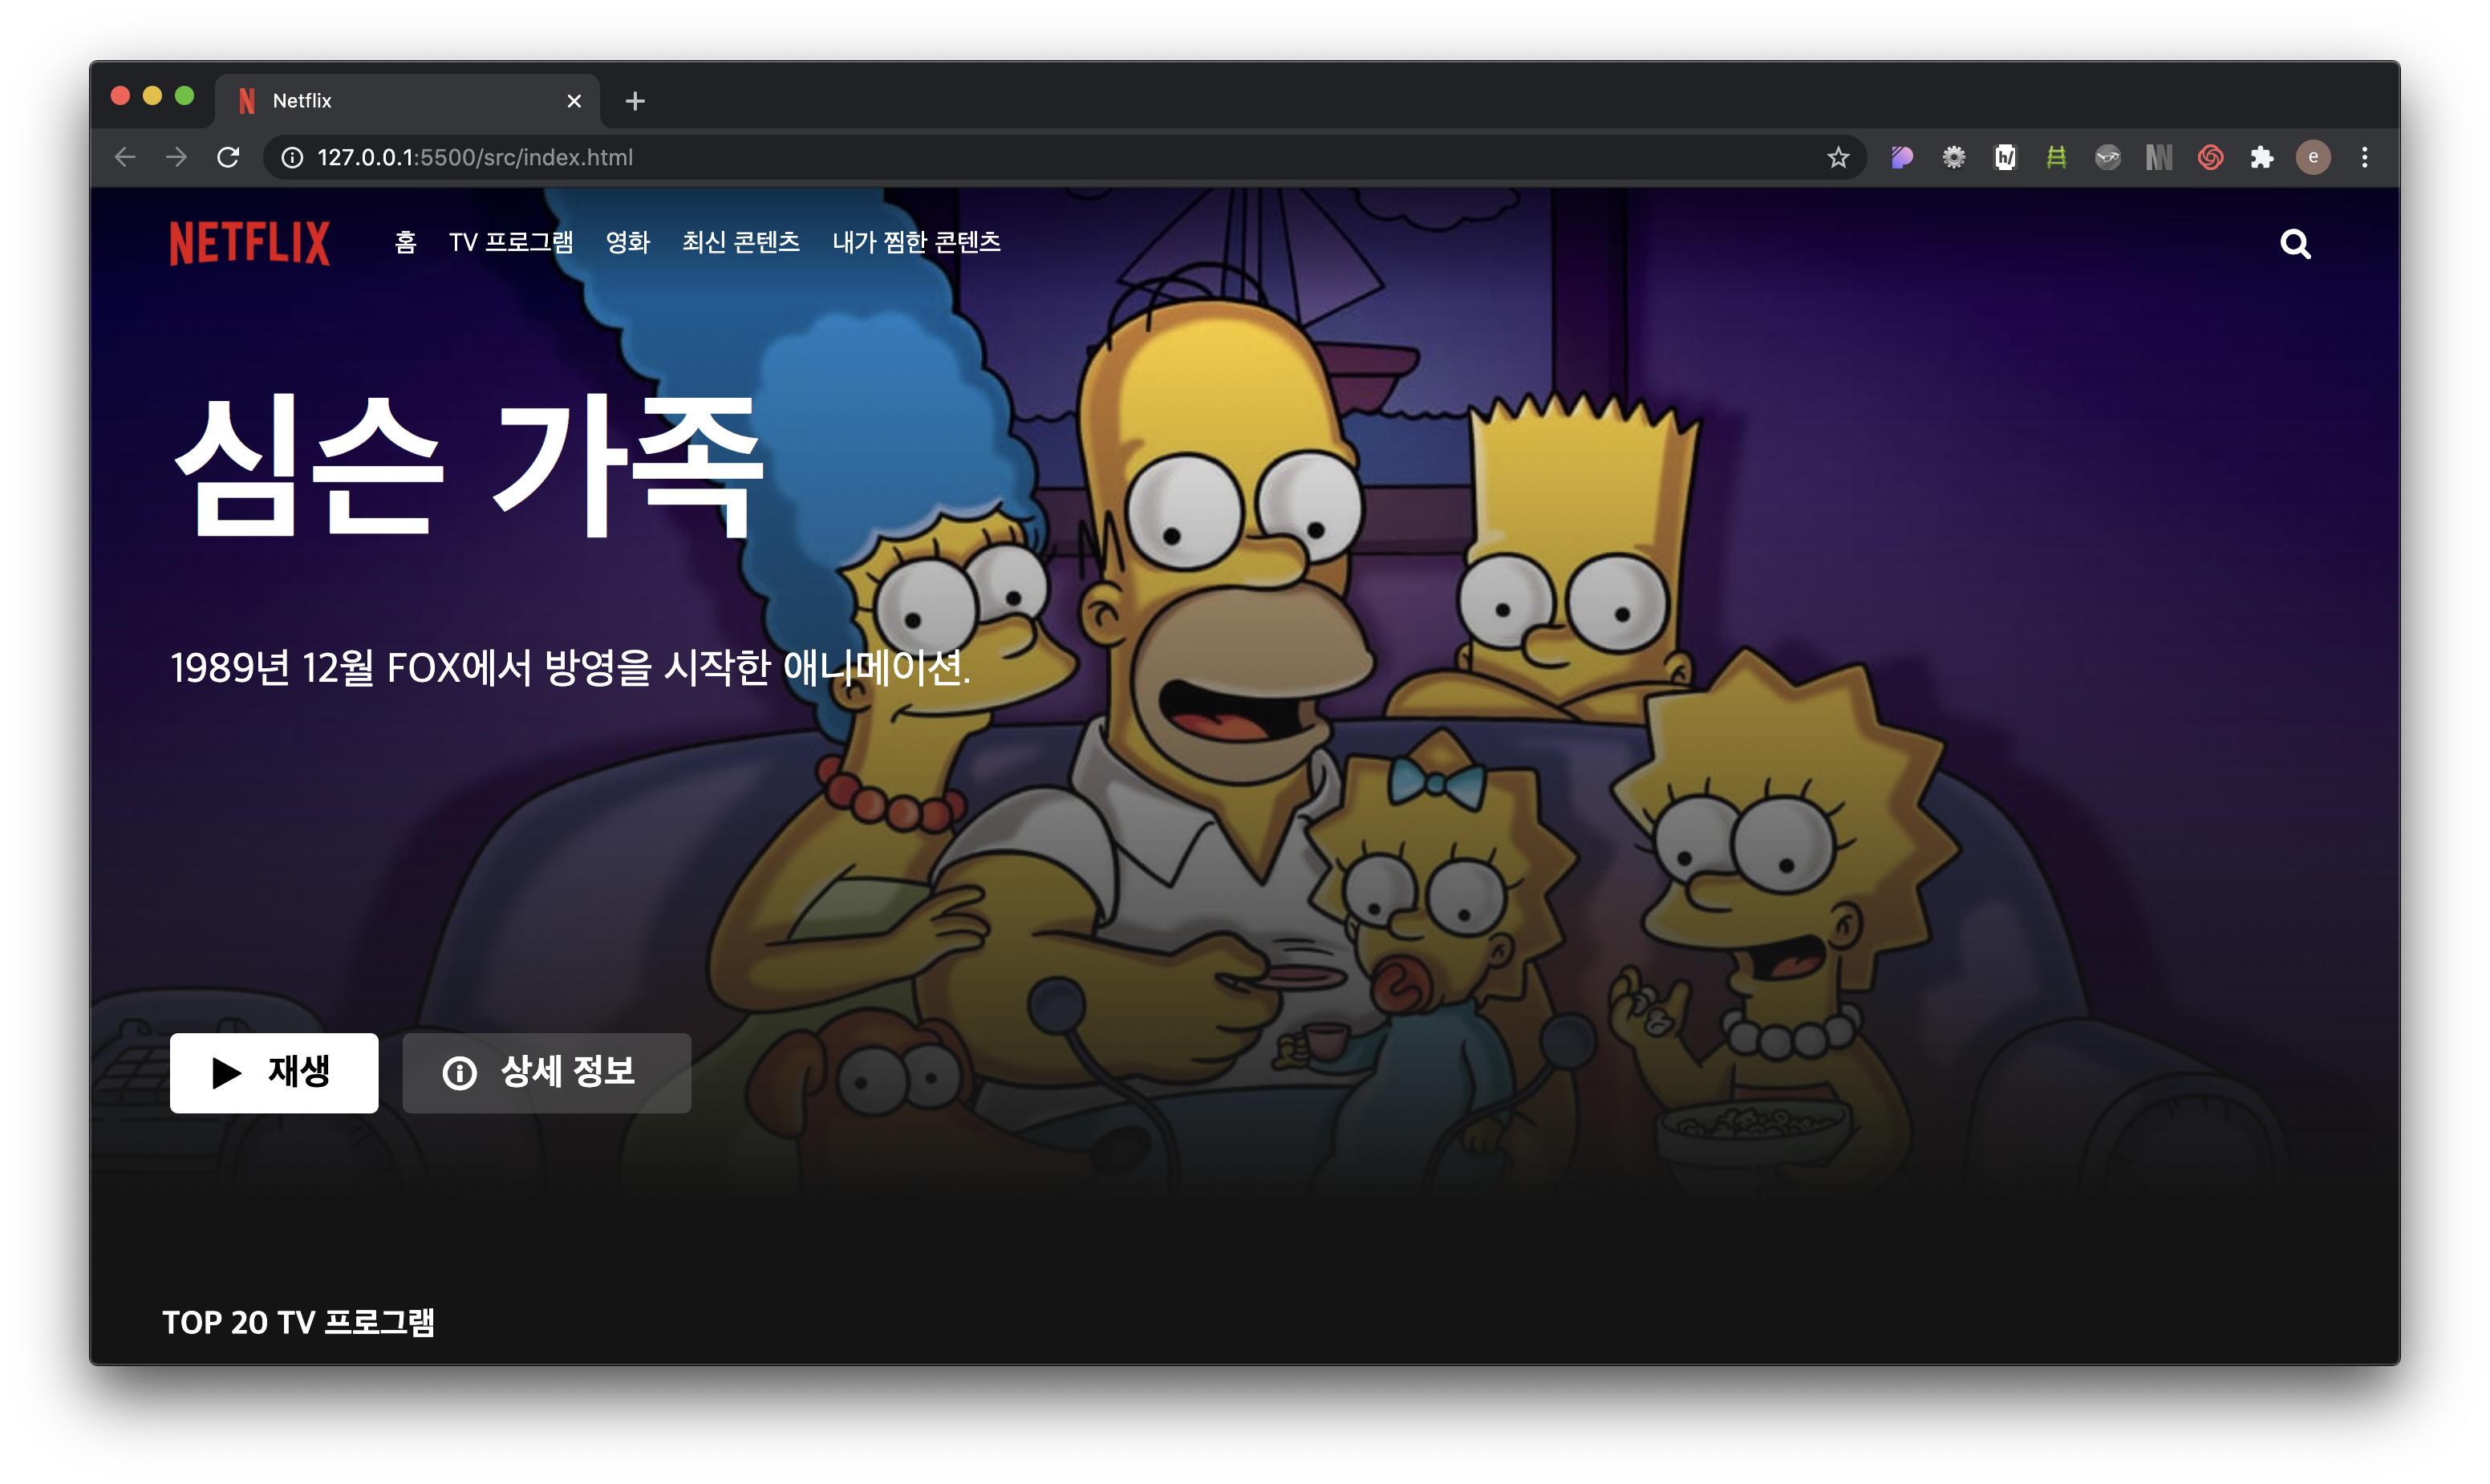 Netflix
127.0.0.1:5500/src/index.html
e
NETFLIX 홈 TV 프로그램 영화 최신 콘텐츠 내가 찜한 콘텐츠
심슨 가족
1989년 12월 FOX에서 방영을 시작한 애니메이션.
재생 상세 정보
TOP 20 TV 프로그램